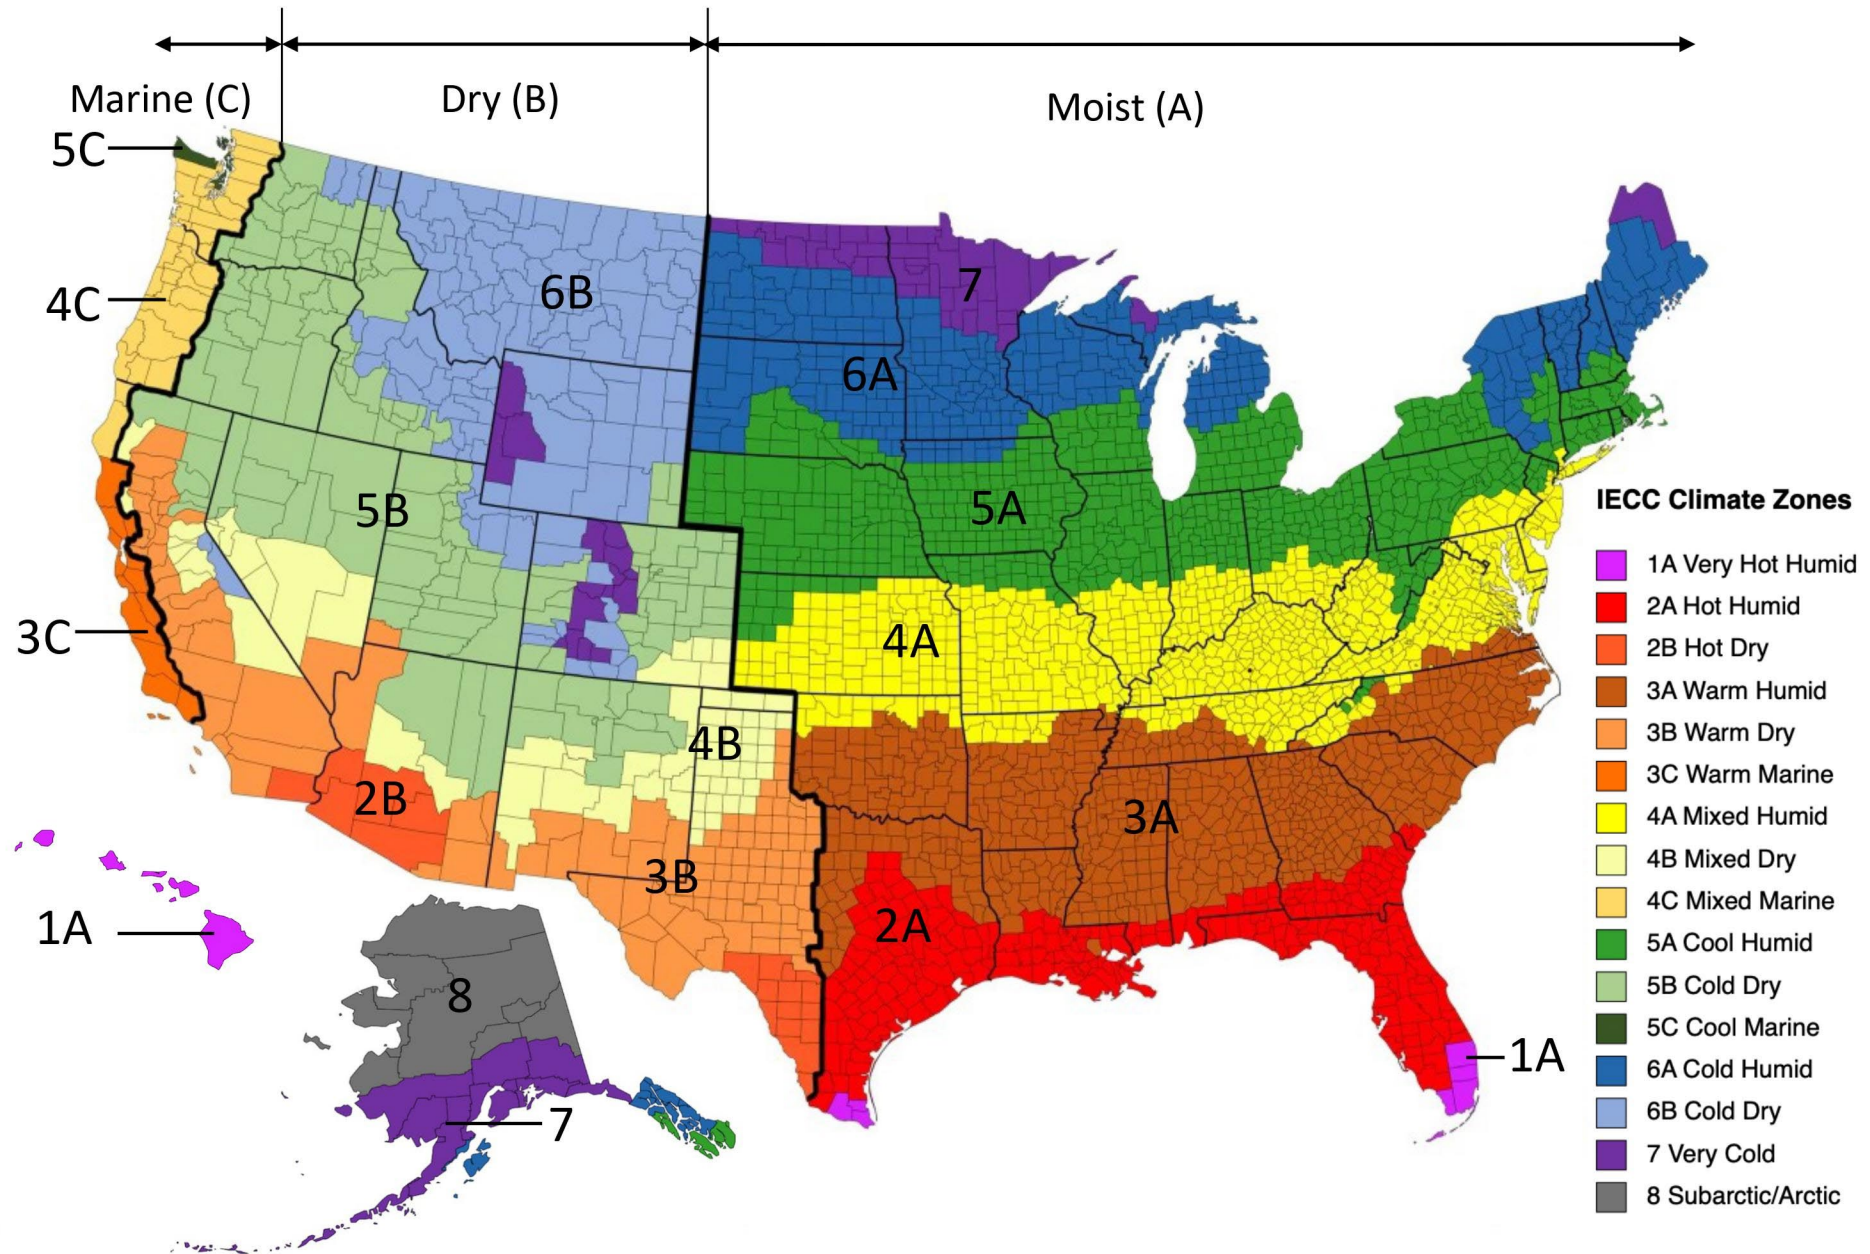 Marine (C)
Dry (B)
Moist (A)
5C
4C
6B
7
6A
5B
5A
3C
4A
4B
2B
3A
3B
2A
1A
8
7
1A
IECC Climate Zones
1A Very Hot Humid
2A Hot Humid
2B Hot Dry
3A Warm Humid
3B Warm Dry
3C Warm Marine
4A Mixed Humid
4B Mixed Dry
4C Mixed Marine
5A Cool Humid
5B Cold Dry
5C Cool Marine
6A Cold Humid
6B Cold Dry
7 Very Cold
8 Subarctic/Arctic